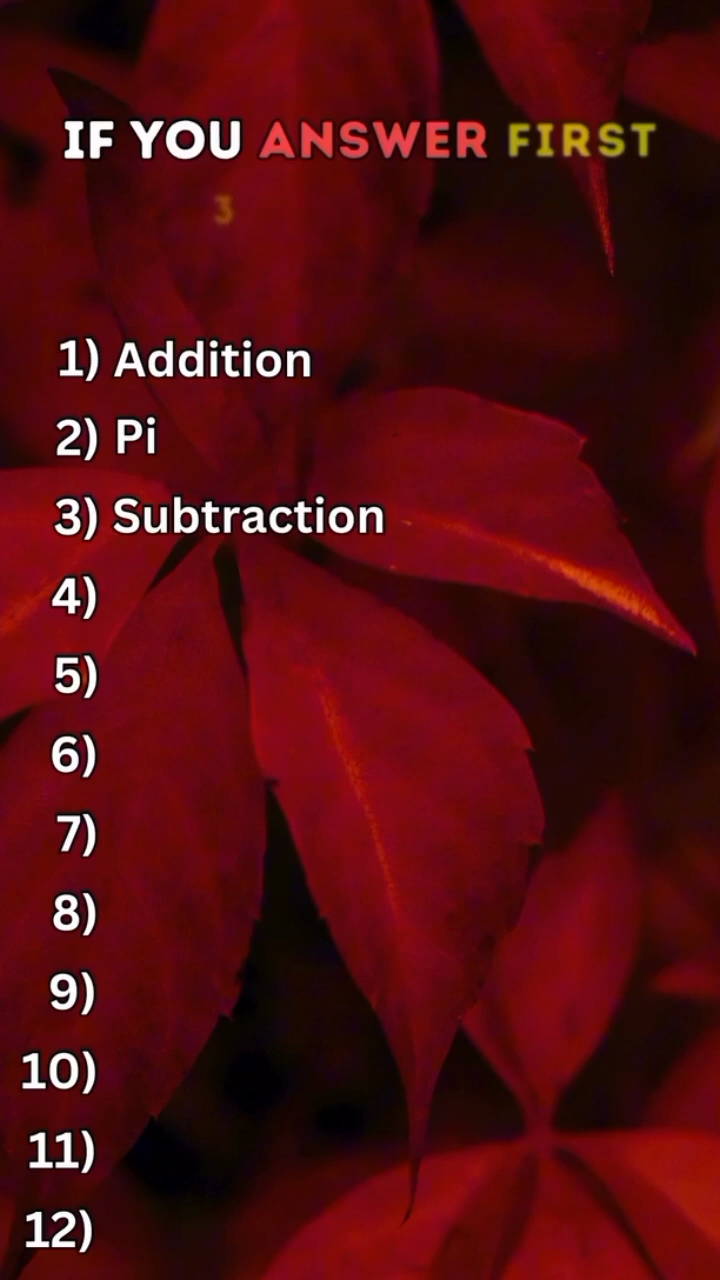 IF YOU ANSWER FIRST
3
1) Addition
2) Pi
3) Subtraction
4)
5)
6)
7)
8)
9)
10)
11)
12)